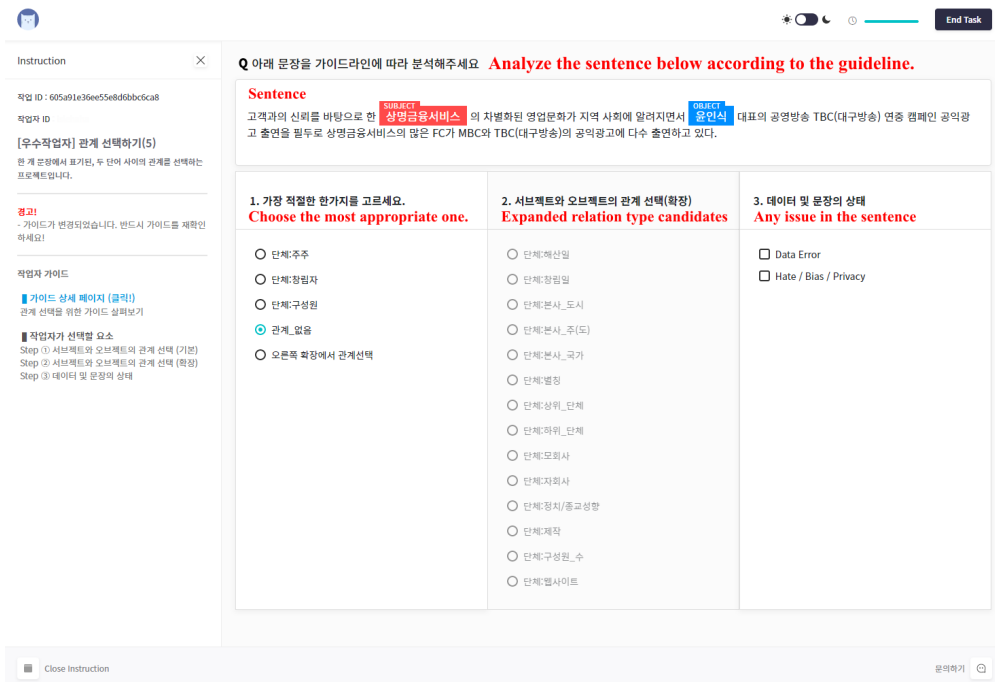 End Task
Instruction
작업 ID : 605a91e36ee55e8d6bbc6ca8
작업자 ID
[우수작업자] 관계 선택하기(5)
한 개 문장에서 표기된, 두 단어 사이의 관계를 선택하는
프로젝트입니다.
경고!
- 가이드가 변경되었습니다. 반드시 가이드를 재확인
하세요!
작업자 가이드
가이드 상세 페이지 (클릭!)
관계 선택을 위한 가이드 살펴보기
작업자가 선택할 요소
Step ① 서브젝트와 오브젝트의 관계 선택 (기본)
Step ② 서브젝트와 오브젝트의 관계 선택 (확장)
Step ③ 데이터 및 문장의 상태
Q 아래 문장을 가이드라인에 따라 분석해주세요 Analyze the sentence below according to the guideline.
Sentence
SUBJECT OBJECT
고객과의 신뢰를 바탕으로 한 상명금융서비스 의 차별화된 영업문화가 지역 사회에 알려지면서 윤인식 대표의 공영방송 TBC(대구방송) 연중 캠페인 공익광
고 출연을 필두로 상명금융서비스의 많은 FC가 MBC와 TBC(대구방송)의 공익광고에 다수 출연하고 있다.
1. 가장 적절한 한가지를 고르세요.
Choose the most appropriate one.
단체:주주
단체:창립자
단체:구성원
관계_없음
오른쪽 확장에서 관계선택
2. 서브젝트와 오브젝트의 관계 선택(확장)
Expanded relation type candidates
단체:해산일
단체:창립일
단체:본사_도시
단체:본사_주(도)
단체:본사_국가
단체:별칭
단체:상위_단체
단체:하위_단체
단체:모회사
단체:자회사
단체:정치/종교성향
단체:제작
단체:구성원_수
단체:웹사이트
3. 데이터 및 문장의 상태
Any issue in the sentence
Data Error
Hate / Bias / Privacy
Close Instruction
문의하기